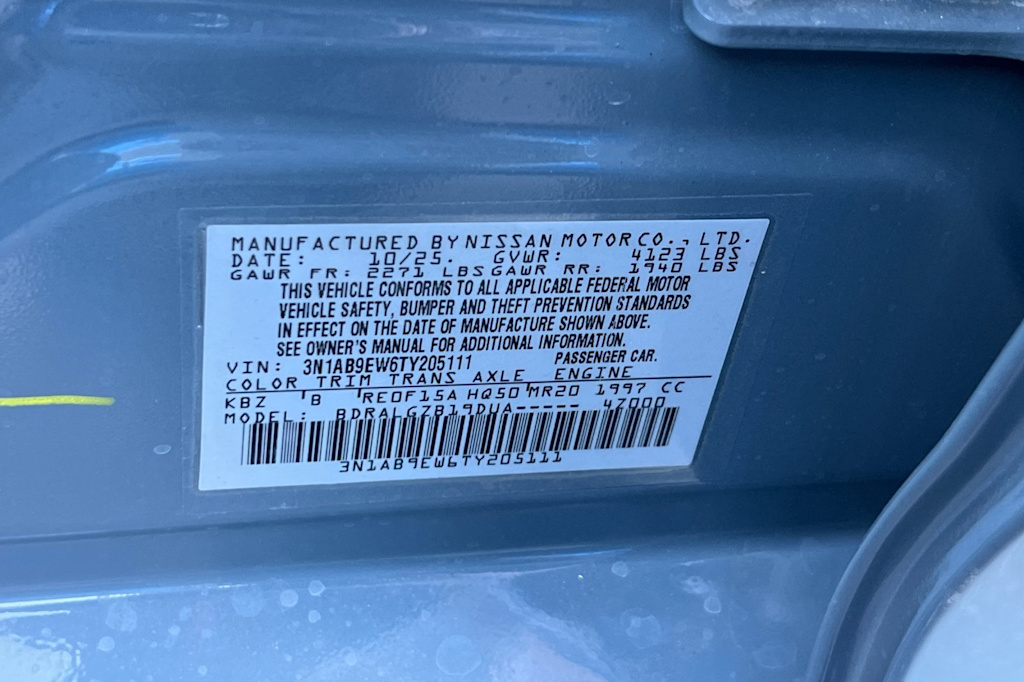 MANUFACTURED BY NISSAN MOTOR CO., LTD.
DATE: 10/25. GVWR: 4123 LBS
GAWR FR: 2271 LBS GAWR RR: 1940 LBS
THIS VEHICLE CONFORMS TO ALL APPLICABLE FEDERAL MOTOR
VEHICLE SAFETY, BUMPER AND THEFT PREVENTION STANDARDS
IN EFFECT ON THE DATE OF MANUFACTURE SHOWN ABOVE.
SEE OWNER'S MANUAL FOR ADDITIONAL INFORMATION.
VIN: 3N1AB9EW6TY205111 PASSENGER CAR.
COLOR TRIM TRANS AXLE ENGINE
KBZ 'B 'RE0F15A HQ50'MR20 1997 CC
MODEL: BDRALGZB19DUA----- 47000
3N1AB9EW6TY205111